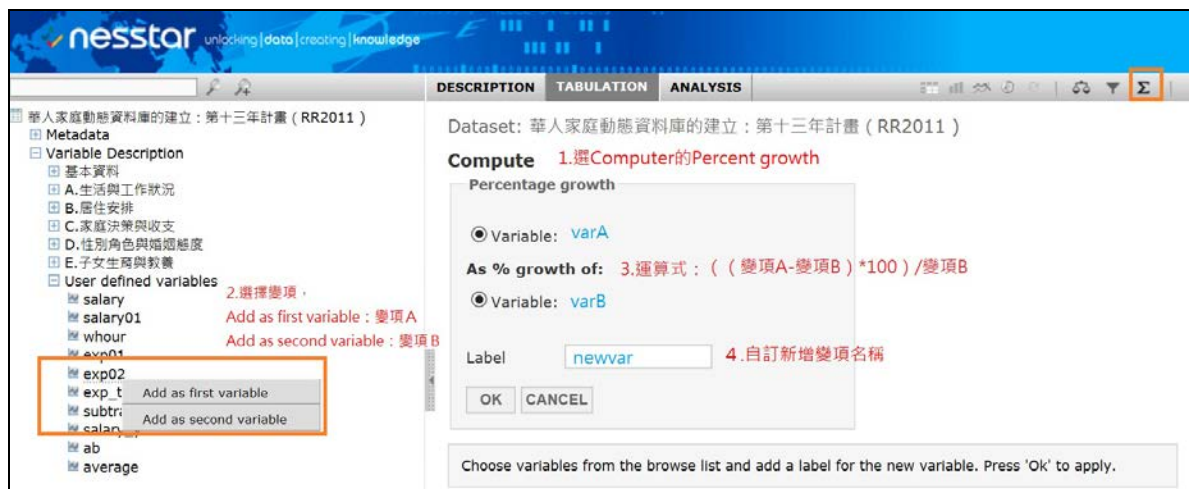 nesstar unlocking|data|creating|knowledge
DESCRIPTION TABULATION ANALYSIS Σ
華人家庭動態資料庫的建立：第十三年計畫（RR2011）
Metadata
Variable Description
基本資料
A.生活與工作狀況
B.居住安排
C.家庭決策與收支
D.性別角色與婚姻態度
E.子女生育與教養
User defined variables
salary
salary01
whour
exp01
exp02
exp_t
subtra
salary
ab
average
2.選擇變項，
Add as first variable：變項A
Add as second variable：變項B
Add as first variable
Add as second variable
Dataset: 華人家庭動態資料庫的建立：第十三年計畫（RR2011）
Compute 1.選Computer的Percent growth
Percentage growth
Variable: varA
As % growth of: 3.運算式：（（變項A-變項B）*100）/變項B
Variable: varB
Label newvar 4.自訂新增變項名稱
OK CANCEL
Choose variables from the browse list and add a label for the new variable. Press 'Ok' to apply.